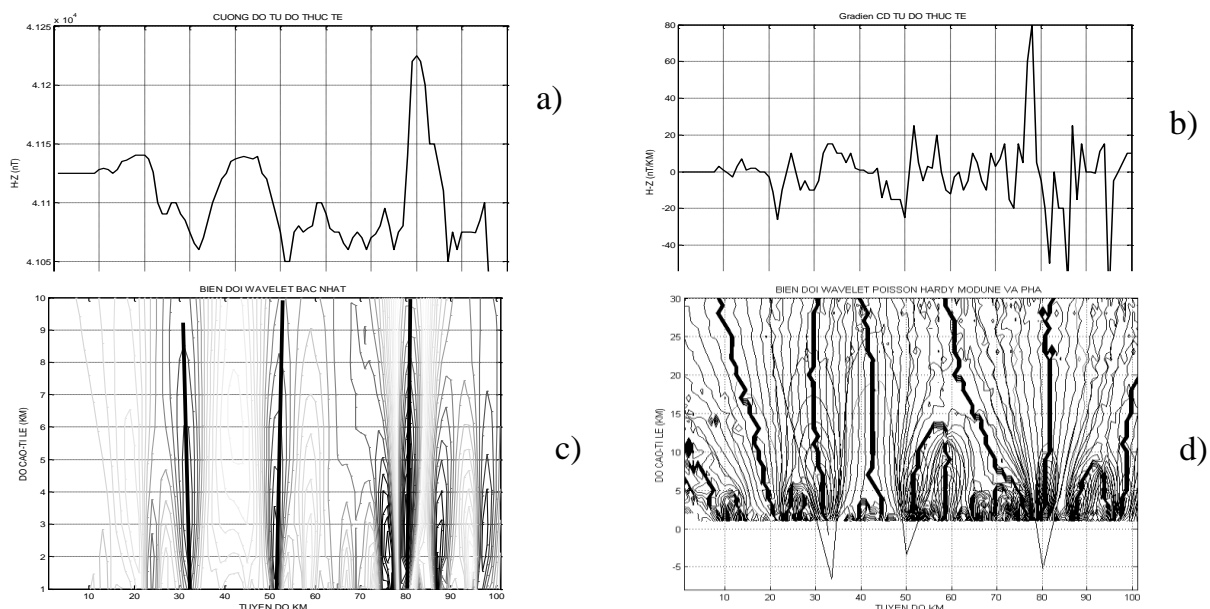 CUONG DO TU DO THUC TE
x 10⁴
4.125
4.12
4.115
4.11
4.105
H-Z (nT)
a)
Gradien CD TU DO THUC TE
80
60
40
20
0
-20
-40
H-Z (nT/KM)
b)
BIEN DOI WAVELET BAC NHAT
10
9
8
7
6
5
4
3
2
1
DO CAO-TI LE (KM)
10 20 30 40 50 60 70 80 90 100
TUYEN DO KM
c)
BIEN DOI WAVELET POISSON HARDY MODUNE VA PHA
30
25
20
15
10
5
0
-5
DO CAO-TI LE (KM)
10 20 30 40 50 60 70 80 90 100
TUYEN DO KM
d)